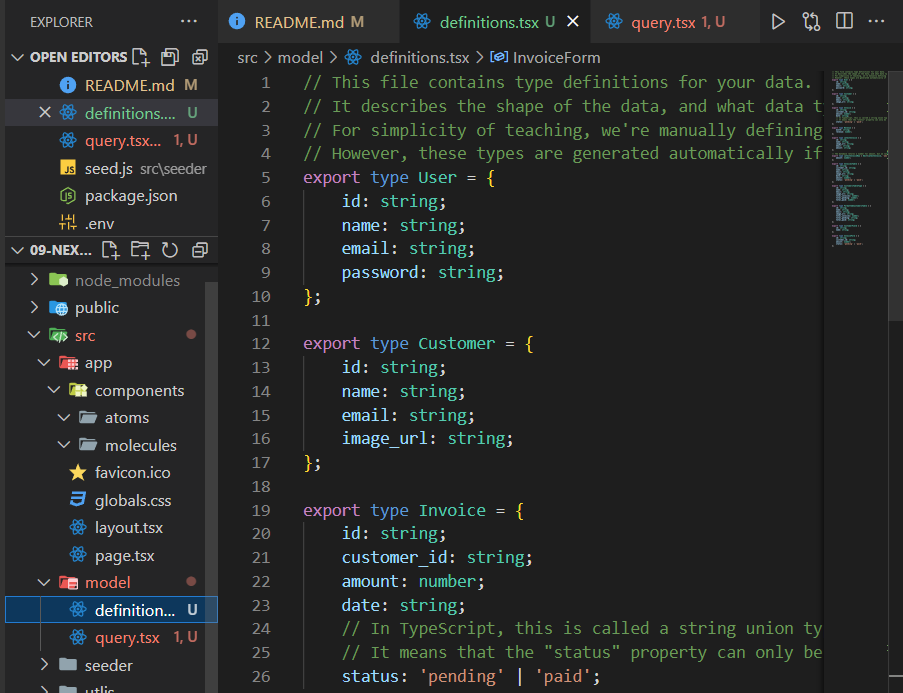 EXPLORER ...
OPEN EDITORS
README.md M
definitions.... U
query.tsx... 1, U
seed.js src\seeder
package.json
.env
09-NEX...
node_modules
public
src
app
components
atoms
molecules
favicon.ico
globals.css
layout.tsx
page.tsx
model
definition... U
query.tsx 1, U
seeder
utlis
README.md M
definitions.tsx U
query.tsx 1, U
src > model > definitions.tsx > InvoiceForm
1 // This file contains type definitions for your data.
2 // It describes the shape of the data, and what data t
3 // For simplicity of teaching, we're manually defining
4 // However, these types are generated automatically if
5 export type User = {
6 id: string;
7 name: string;
8 email: string;
9 password: string;
10 };
11
12 export type Customer = {
13 id: string;
14 name: string;
15 email: string;
16 image_url: string;
17 };
18
19 export type Invoice = {
20 id: string;
21 customer_id: string;
22 amount: number;
23 date: string;
24 // In TypeScript, this is called a string union ty
25 // It means that the "status" property can only be
26 status: 'pending' | 'paid';